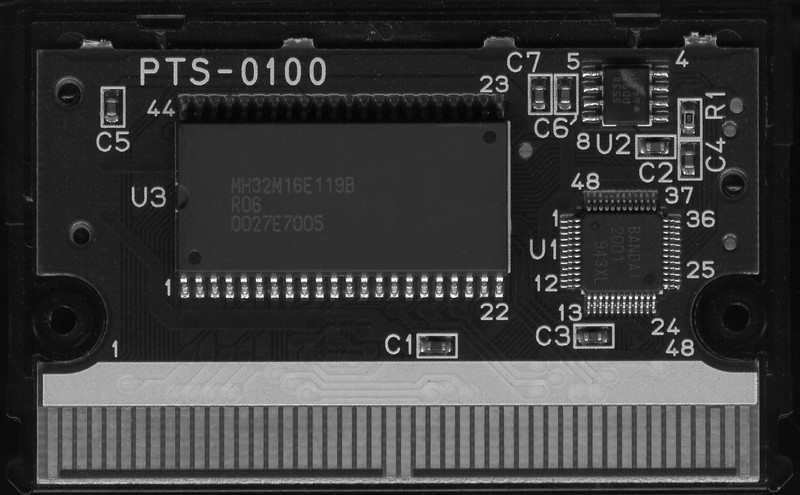 PTS-0100
C7
5
4
44
23
C5
C6
8
U2
R1
C2
C4
U3
MH32M16E119B
R06
0027E7005
48
37
1
36
U1
BANDAI
2001
943XL
12
25
1
22
13
24
C1
C3
1
48